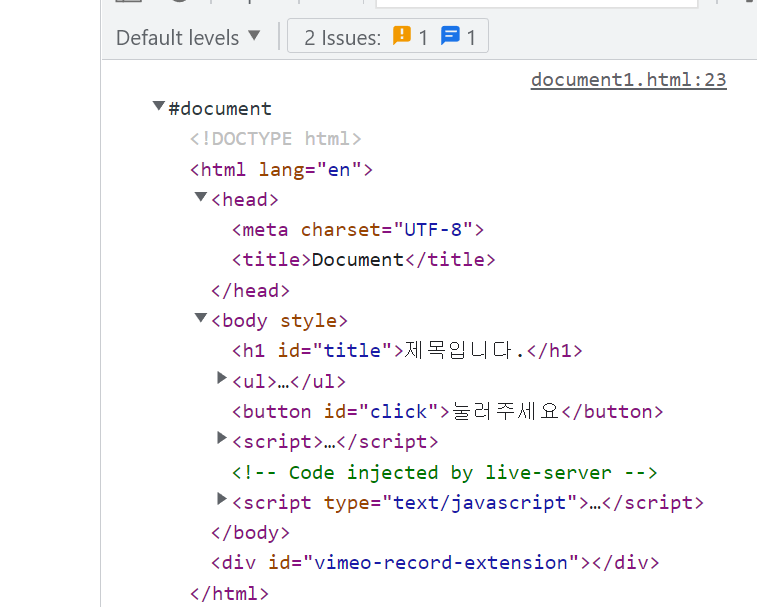 Default levels ▼ 2 Issues: 1 1
document1.html:23
▼#document
<!DOCTYPE html>
<html lang="en">
▼<head>
<meta charset="UTF-8">
<title>Document</title>
</head>
▼<body style>
<h1 id="title">제목입니다.</h1>
▶<ul>…</ul>
<button id="click">눌러주세요</button>
▶<script>…</script>
<!-- Code injected by live-server -->
▶<script type="text/javascript">…</script>
</body>
<div id="vimeo-record-extension"></div>
</html>